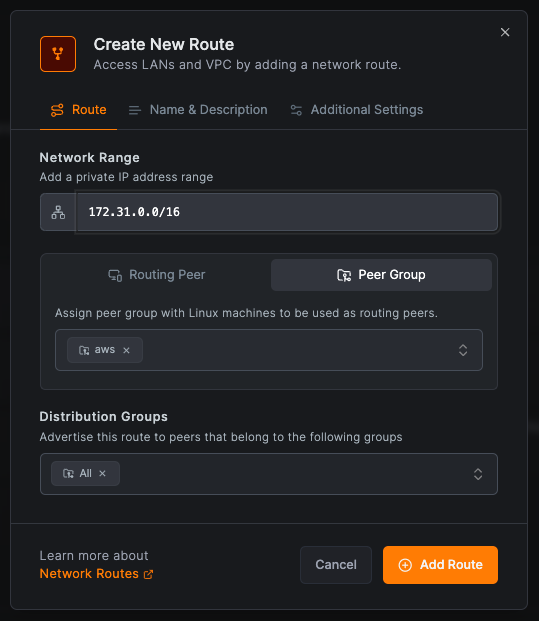 Create New Route
Access LANs and VPC by adding a network route.
Route
Name & Description
Additional Settings
Network Range
Add a private IP address range
172.31.0.0/16
Routing Peer
Peer Group
Assign peer group with Linux machines to be used as routing peers.
aws
Distribution Groups
Advertise this route to peers that belong to the following groups
All
Learn more about
Network Routes
Cancel
Add Route